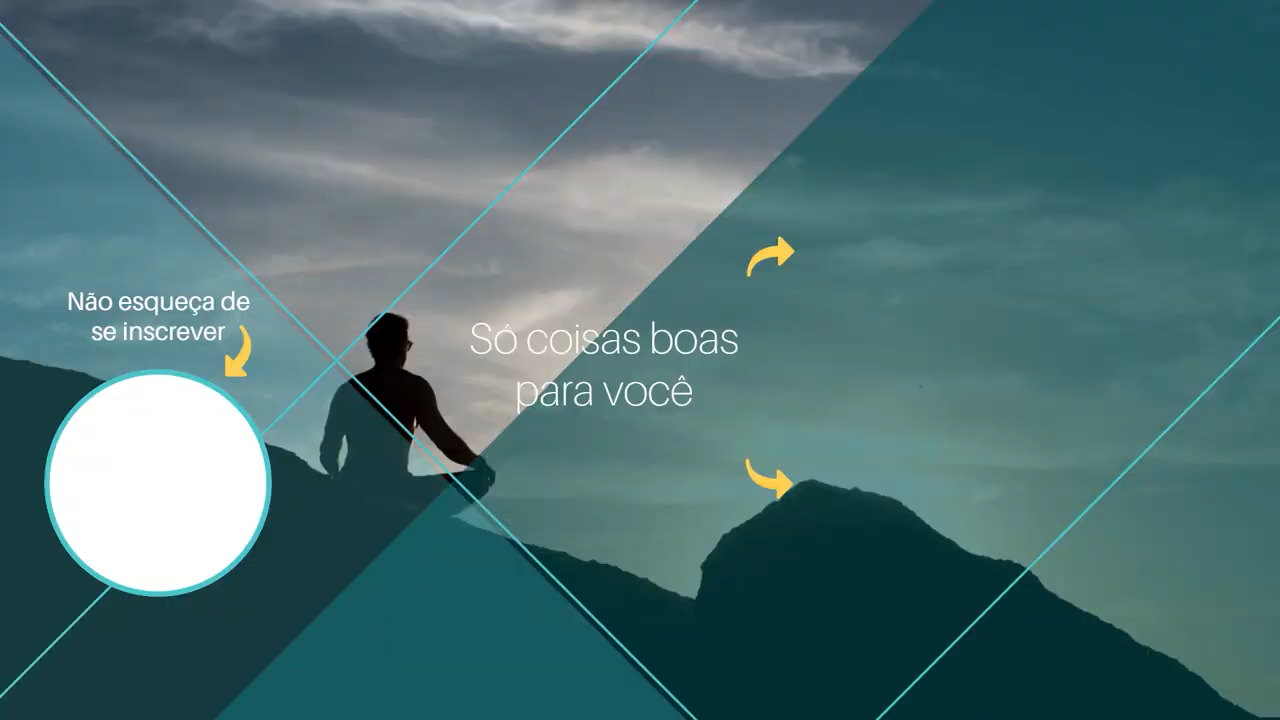 Não esqueça de
se inscrever
Só coisas boas
para você